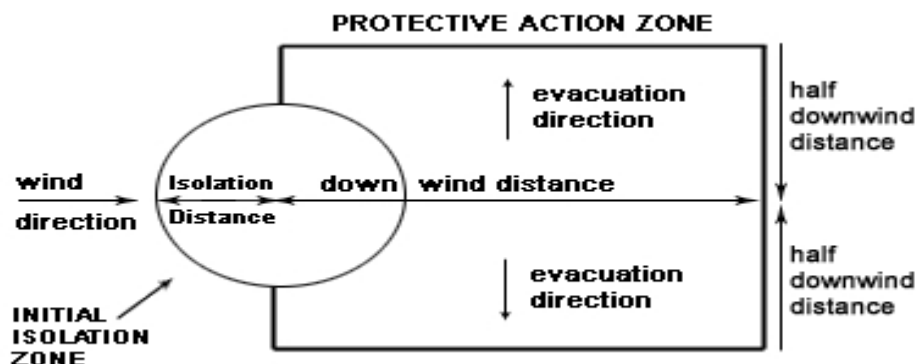 PROTECTIVE ACTION ZONE
evacuation
direction
half
downwind
distance
wind
direction
Isolation
Distance
down wind distance
evacuation
direction
half
downwind
distance
INITIAL
ISOLATION
ZONE